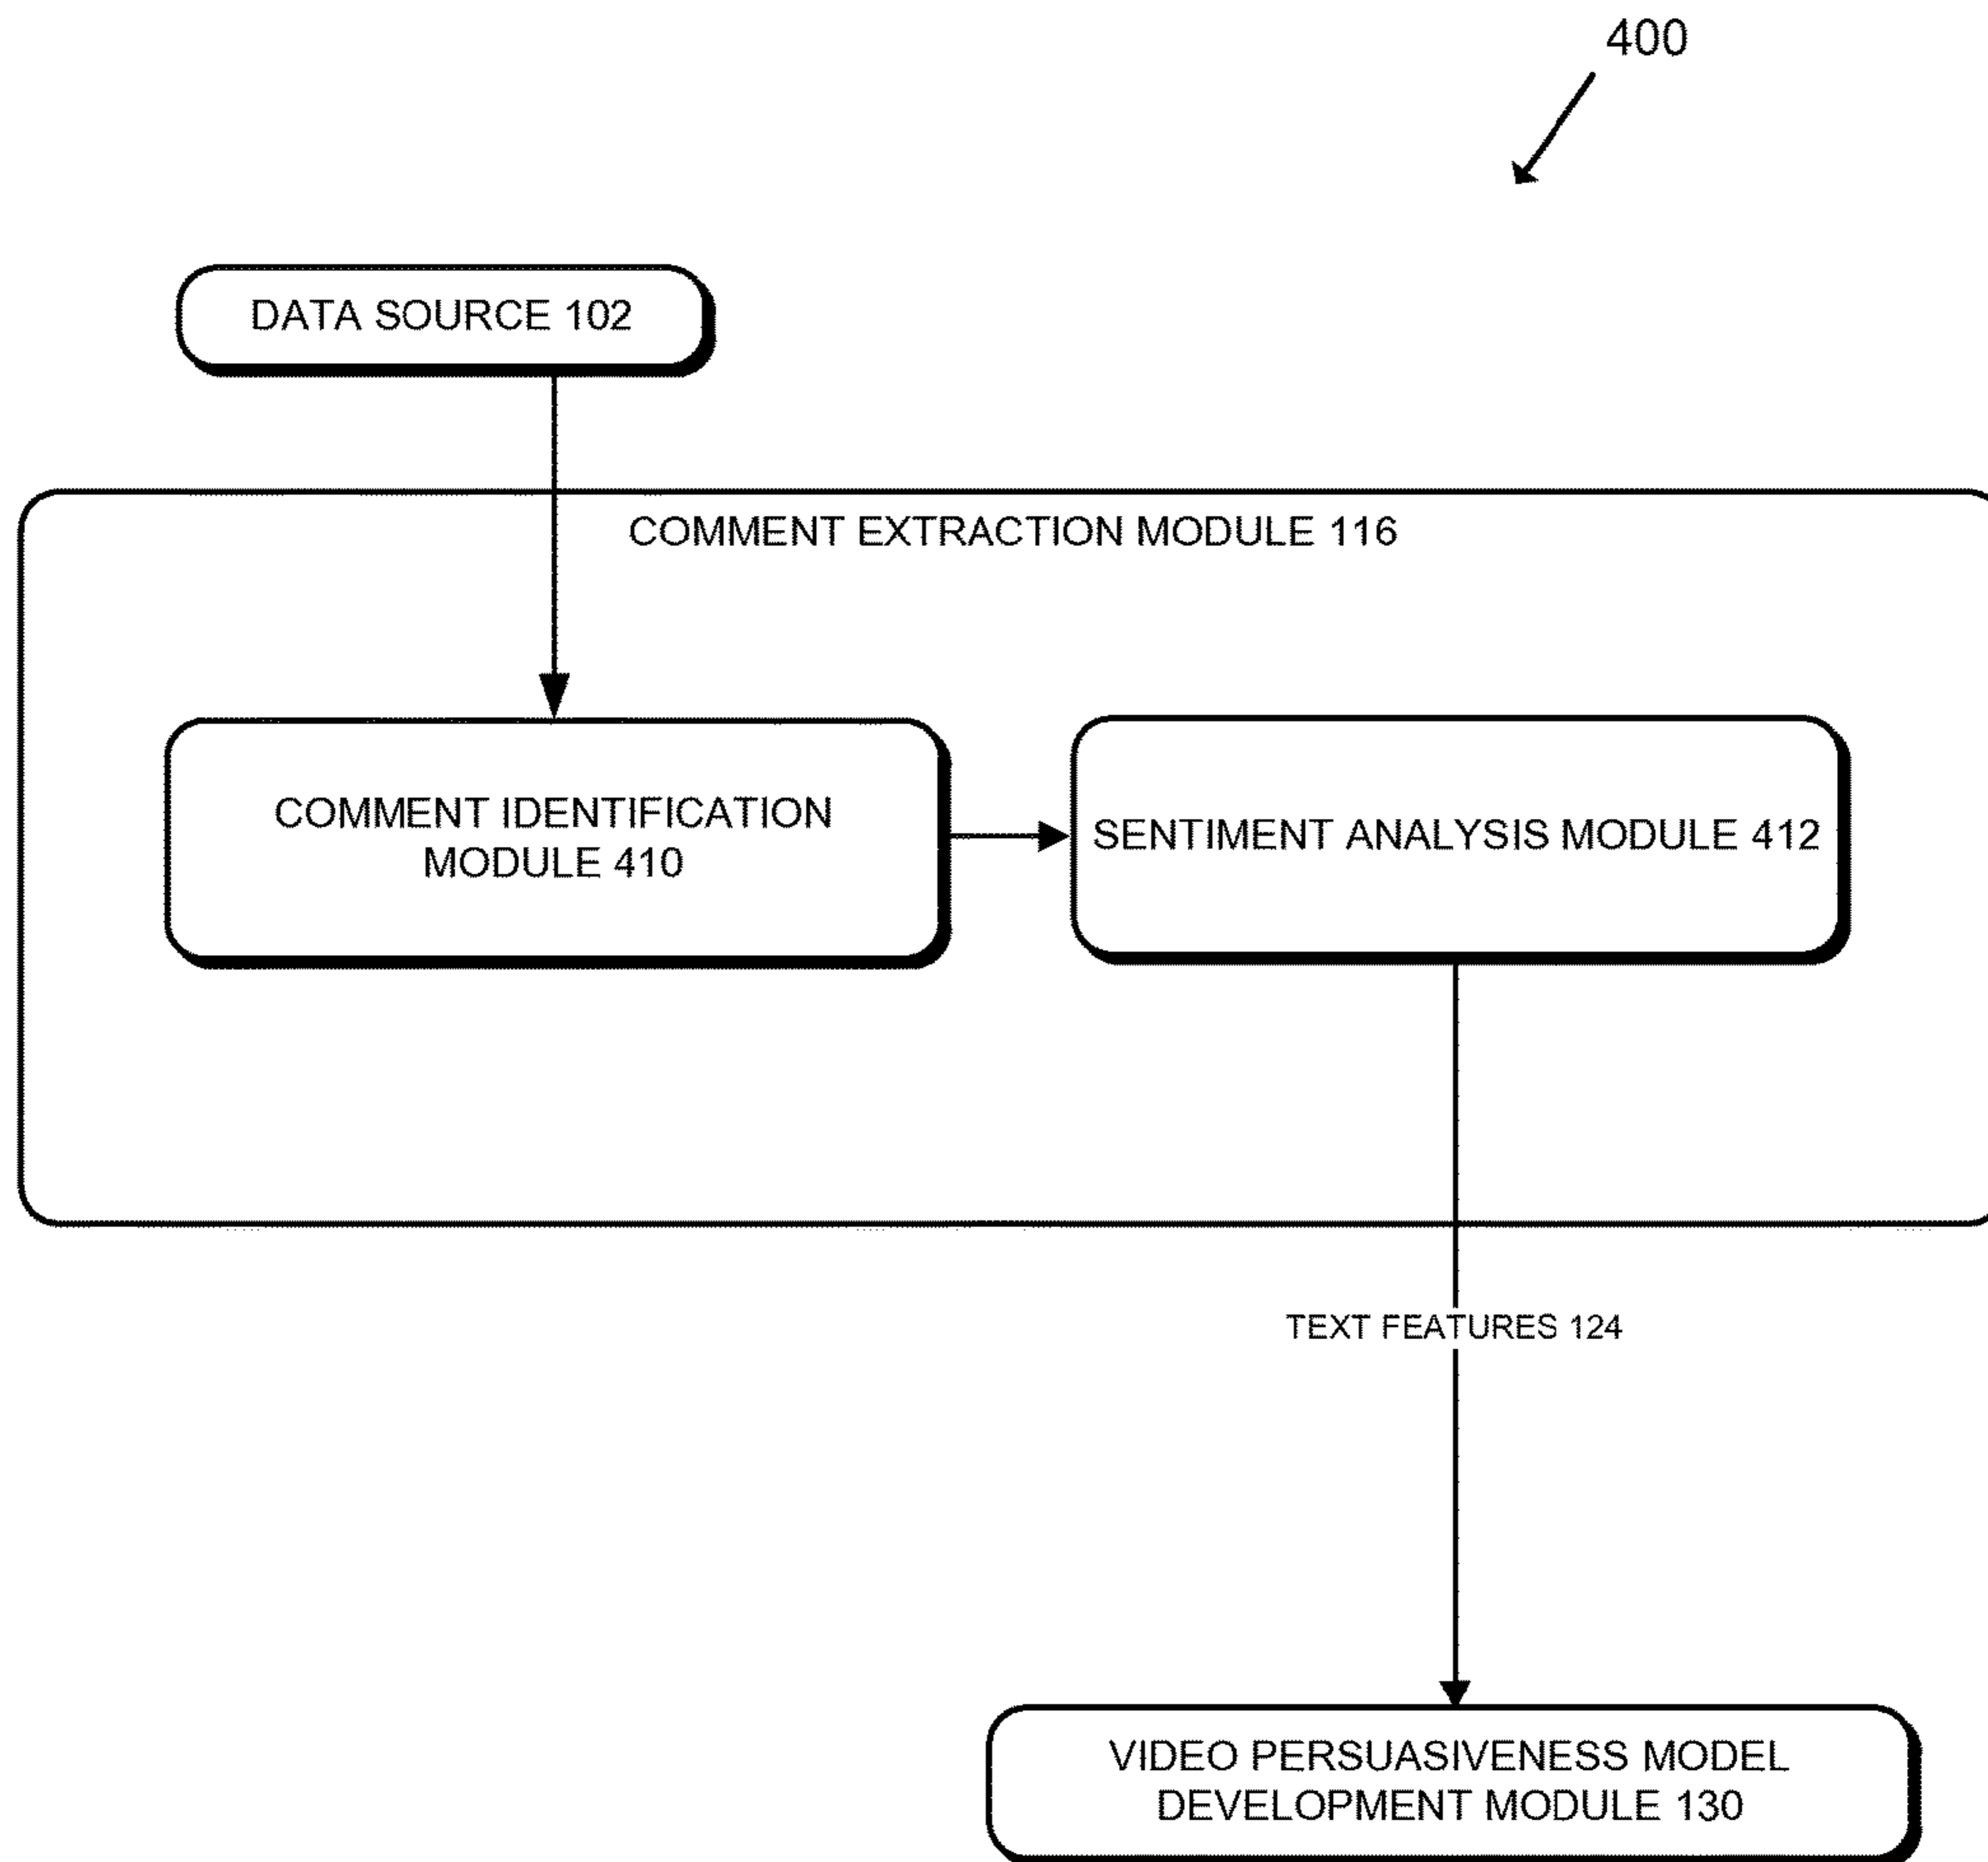 400
DATA SOURCE 102
COMMENT EXTRACTION MODULE 116
COMMENT IDENTIFICATION
MODULE 410
SENTIMENT ANALYSIS MODULE 412
TEXT FEATURES 124
VIDEO PERSUASIVENESS MODEL
DEVELOPMENT MODULE 130